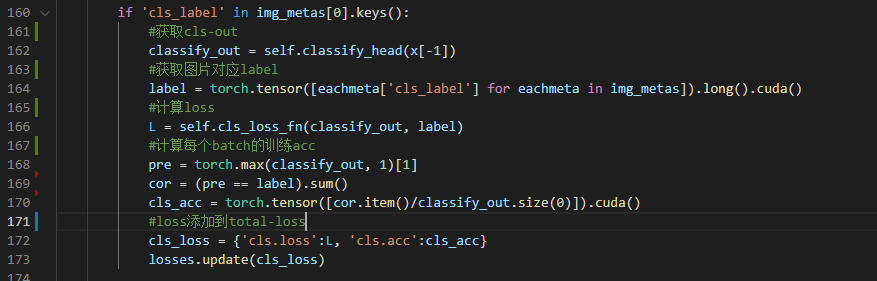 160 if 'cls_label' in img_metas[0].keys():
161 #获取cls-out
162 classify_out = self.classify_head(x[-1])
163 #获取图片对应label
164 label = torch.tensor([eachmeta['cls_label'] for eachmeta in img_metas]).long().cuda()
165 #计算loss
166 L = self.cls_loss_fn(classify_out, label)
167 #计算每个batch的训练acc
168 pre = torch.max(classify_out, 1)[1]
169 cor = (pre == label).sum()
170 cls_acc = torch.tensor([cor.item()/classify_out.size(0)]).cuda()
171 #loss添加到total-loss
172 cls_loss = {'cls.loss':L, 'cls.acc':cls_acc}
173 losses.update(cls_loss)
174